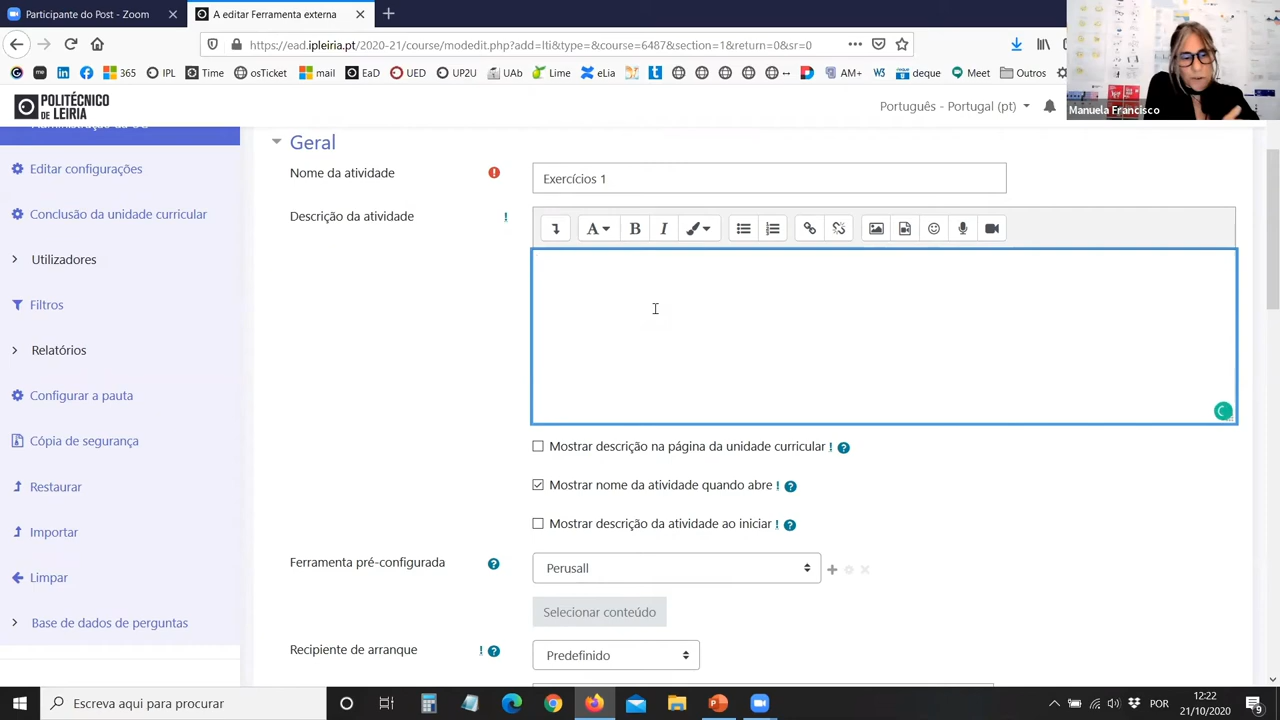 Participante do Post - Zoom
A editar Ferramenta externa
https://ead.ipleiria.pt/2020-21/course/modedit.php?add=lti&type=&course=6487&section=1&return=0&sr=0
365 IPL Time osTicket mail EaD UED UP2U UAb Lime eLia AM+ W3 deque Meet Outros
POLITÉCNICO
DE LEIRIA
Português - Portugal (pt)
Manuela Francisco
Editar configurações
Conclusão da unidade curricular
Utilizadores
Filtros
Relatórios
Configurar a pauta
Cópia de segurança
Restaurar
Importar
Limpar
Base de dados de perguntas
Geral
Nome da atividade
Exercícios 1
Descrição da atividade
A B I
Mostrar descrição na página da unidade curricular
Mostrar nome da atividade quando abre
Mostrar descrição da atividade ao iniciar
Ferramenta pré-configurada
Perusall
Selecionar conteúdo
Recipiente de arranque
Predefinido
Escreva aqui para procurar
POR
12:22
21/10/2020
9